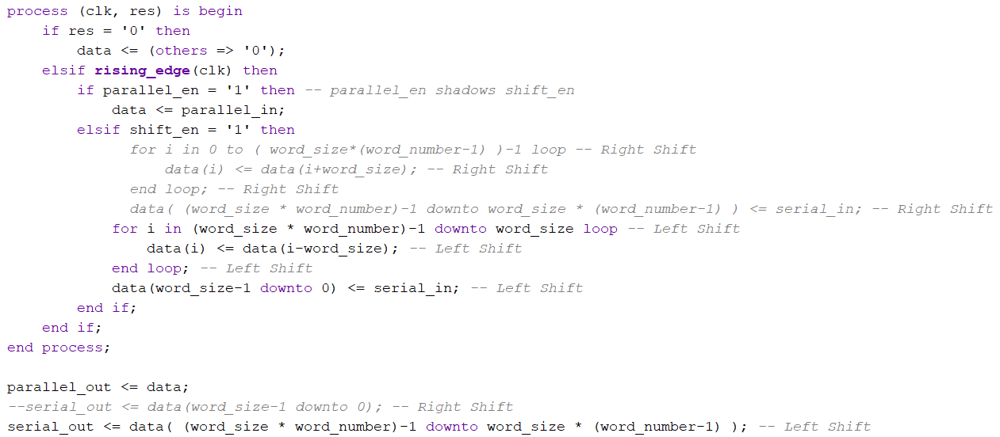 process (clk, res) is begin
    if res = '0' then
        data <= (others => '0');
    elsif rising_edge(clk) then
        if parallel_en = '1' then -- parallel_en shadows shift_en
            data <= parallel_in;
        elsif shift_en = '1' then
              for i in 0 to ( word_size*(word_number-1) )-1 loop -- Right Shift
                  data(i) <= data(i+word_size); -- Right Shift
              end loop; -- Right Shift
              data( (word_size * word_number)-1 downto word_size * (word_number-1) ) <= serial_in; -- Right Shift
            for i in (word_size * word_number)-1 downto word_size loop -- Left Shift
                data(i) <= data(i-word_size); -- Left Shift
            end loop; -- Left Shift
            data(word_size-1 downto 0) <= serial_in; -- Left Shift
        end if;
    end if;
end process;

parallel_out <= data;
--serial_out <= data(word_size-1 downto 0); -- Right Shift
serial_out <= data( (word_size * word_number)-1 downto word_size * (word_number-1) ); -- Left Shift